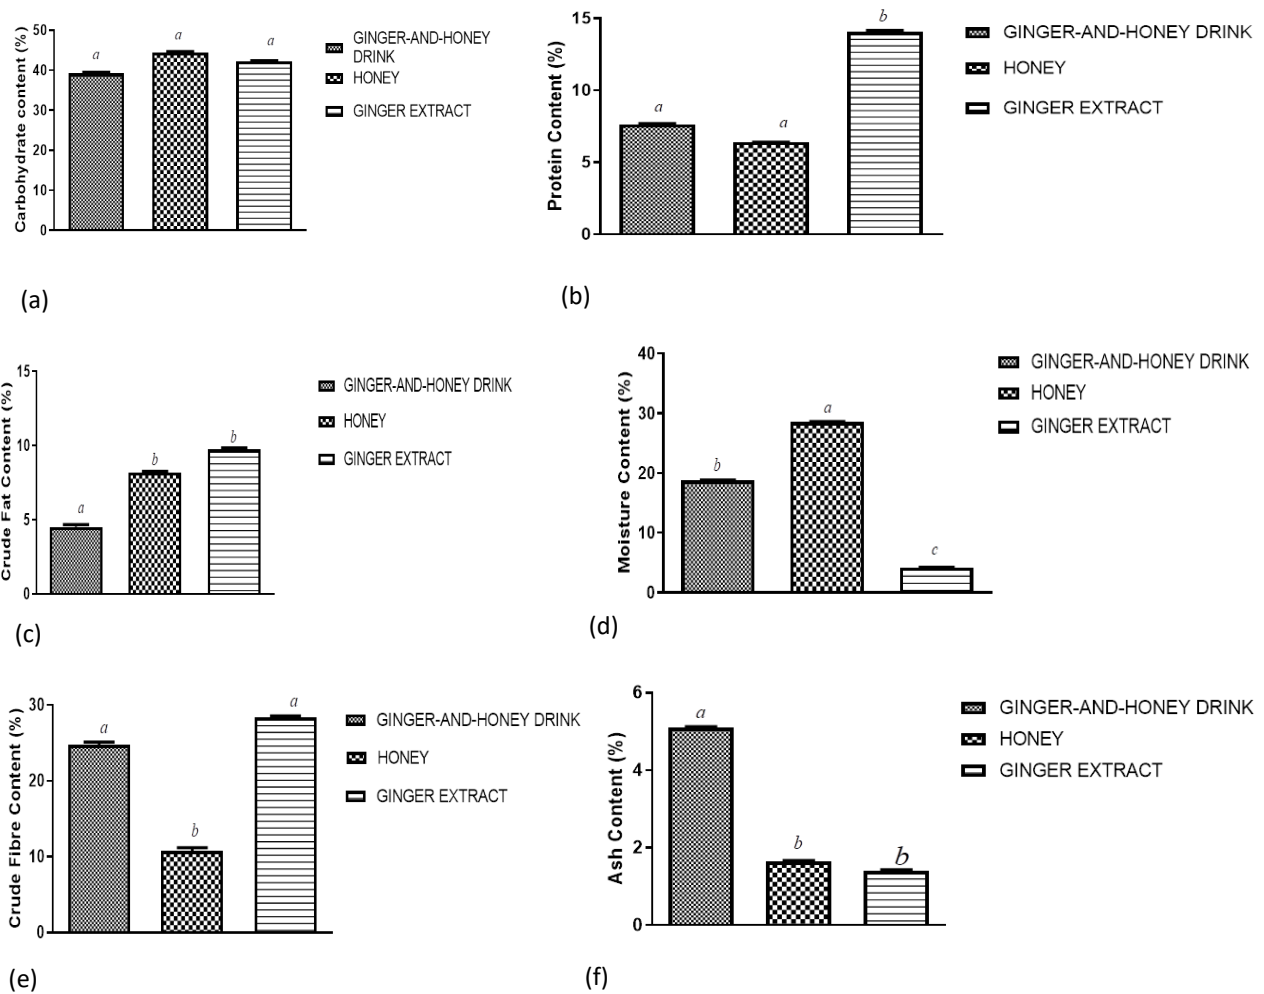 Carbohydrate content (%)
50
40
30
20
10
0
a
a
a
GINGER-AND-HONEY
DRINK
HONEY
GINGER EXTRACT
(a)
Protein Content (%)
15
10
5
0
a
a
b
GINGER-AND-HONEY DRINK
HONEY
GINGER EXTRACT
(b)
Crude Fat Content (%)
15
10
5
0
a
b
b
GINGER-AND-HONEY DRINK
HONEY
GINGER EXTRACT
(c)
Moisture Content (%)
40
30
20
10
0
b
a
c
GINGER-AND-HONEY DRINK
HONEY
GINGER EXTRACT
(d)
Crude Fibre Content (%)
30
20
10
0
a
b
a
GINGER-AND-HONEY DRINK
HONEY
GINGER EXTRACT
(e)
Ash Content (%)
6
4
2
0
a
b
b
GINGER-AND-HONEY DRINK
HONEY
GINGER EXTRACT
(f)